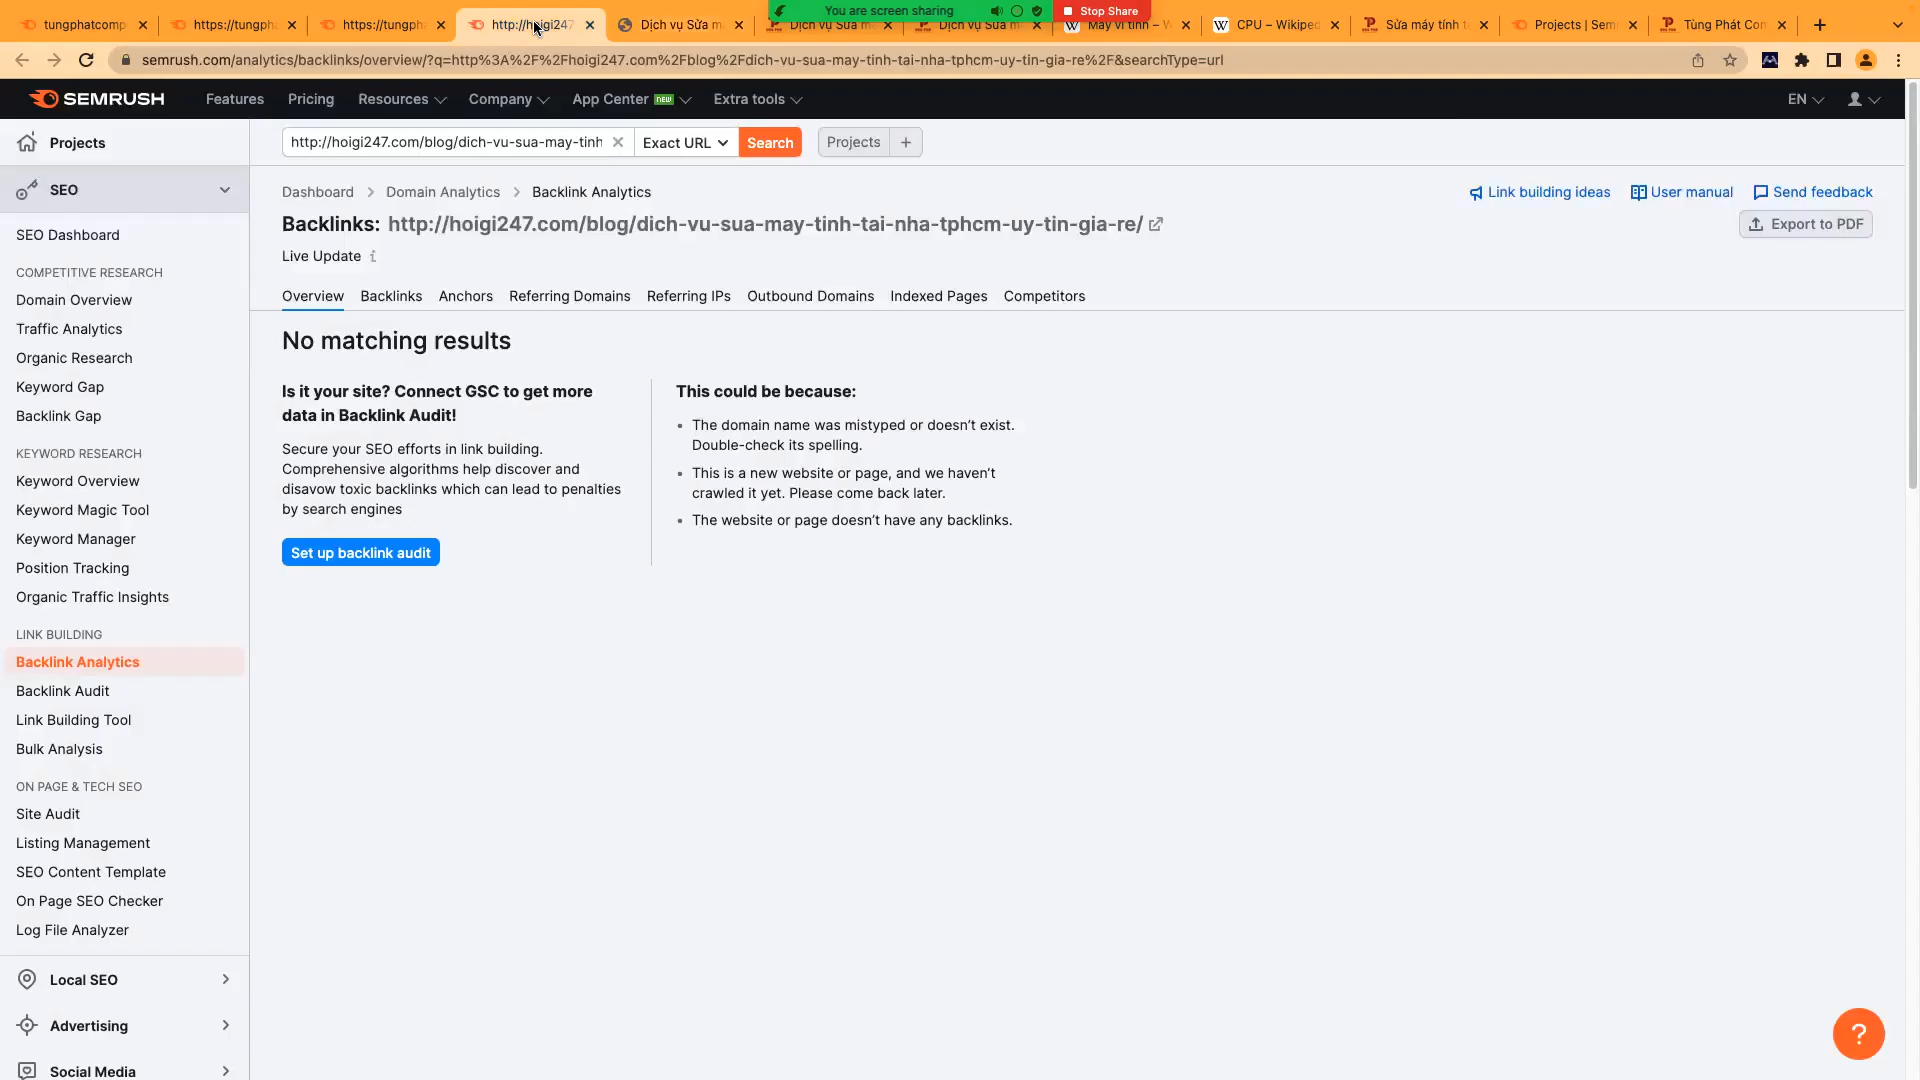 tungphatcomp
https://tungph
https://tungph
http://hoigi247
Dịch vụ Sửa m
You are screen sharing
Stop Share
Dịch vụ Sửa m
Dịch vụ Sửa m
Máy vi tính – W
CPU – Wikiped
Sửa máy tính t
Projects | Sem
Tùng Phát Con
semrush.com/analytics/backlinks/overview/?q=http%3A%2F%2Fhoigi247.com%2Fblog%2Fdich-vu-sua-may-tinh-tai-nha-tphcm-uy-tin-gia-re%2F&searchType=url
SEMRUSH
Features
Pricing
Resources
Company
App Center NEW
Extra tools
EN
Projects
http://hoigi247.com/blog/dich-vu-sua-may-tinh
Exact URL
Search
Projects
+
SEO
Dashboard > Domain Analytics > Backlink Analytics
Link building ideas
User manual
Send feedback
Backlinks: http://hoigi247.com/blog/dich-vu-sua-may-tinh-tai-nha-tphcm-uy-tin-gia-re/
Export to PDF
Live Update i
Overview
Backlinks
Anchors
Referring Domains
Referring IPs
Outbound Domains
Indexed Pages
Competitors
No matching results
Is it your site? Connect GSC to get more
data in Backlink Audit!
Secure your SEO efforts in link building.
Comprehensive algorithms help discover and
disavow toxic backlinks which can lead to penalties
by search engines
Set up backlink audit
This could be because:
The domain name was mistyped or doesn’t exist.
Double-check its spelling.
This is a new website or page, and we haven’t
crawled it yet. Please come back later.
The website or page doesn’t have any backlinks.
SEO Dashboard
COMPETITIVE RESEARCH
Domain Overview
Traffic Analytics
Organic Research
Keyword Gap
Backlink Gap
KEYWORD RESEARCH
Keyword Overview
Keyword Magic Tool
Keyword Manager
Position Tracking
Organic Traffic Insights
LINK BUILDING
Backlink Analytics
Backlink Audit
Link Building Tool
Bulk Analysis
ON PAGE & TECH SEO
Site Audit
Listing Management
SEO Content Template
On Page SEO Checker
Log File Analyzer
Local SEO
Advertising
Social Media
?